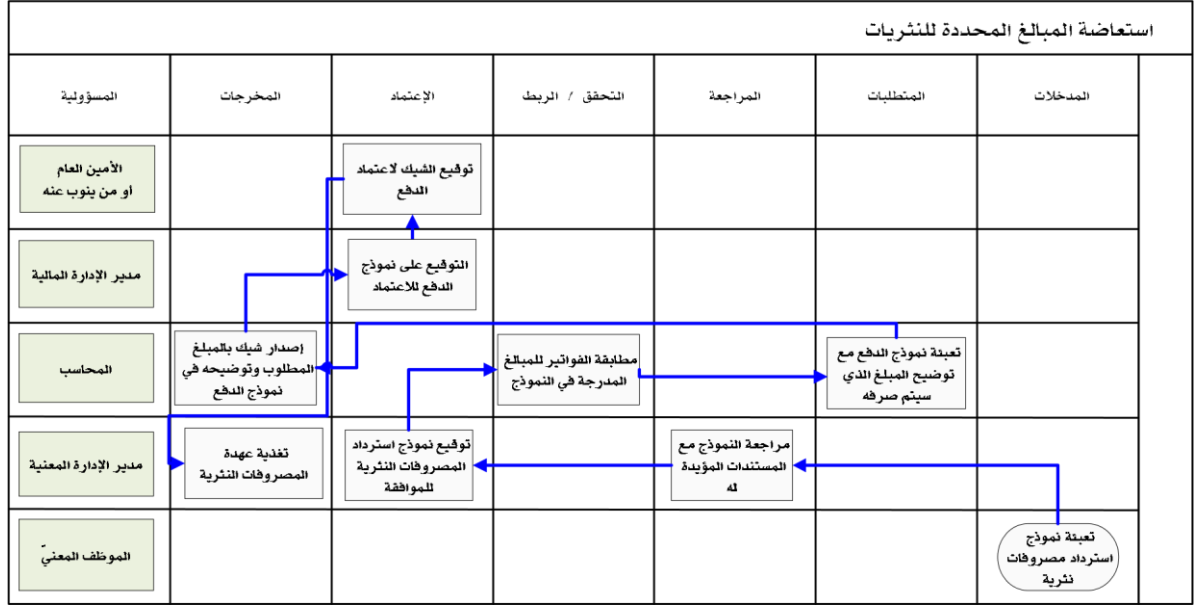 استعاضة المبالغ المحددة للنثريات
المدخلات
المتطلبات
المراجعة
التحقق / الربط
الإعتماد
المخرجات
المسؤولية
توقيع الشيك لاعتماد
الدفع
الأمين العام
او من ينوب عنه
التوقيع على نموذج
الدفع للاعتماد
مدير الإدارة المالية
تعبئة نموذج الدفع مع
توضيح المبلغ الذي
سيتم صرفه
مطابقة الفواتير للمبالغ
المدرجة في النموذج
إصدار شيك بالمبلغ
المطلوب وتوضيحه في
نموذج الدفع
المحاسب
مراجعة النموذج مع
المستندات المؤيدة
له
توقيع نموذج استرداد
المصروفات النثرية
للموافقة
تغذية عهدة
المصروفات النثرية
مدير الإدارة المعنية
تعبئة نموذج
استرداد مصروفات
نثرية
الموظف المعنيّ